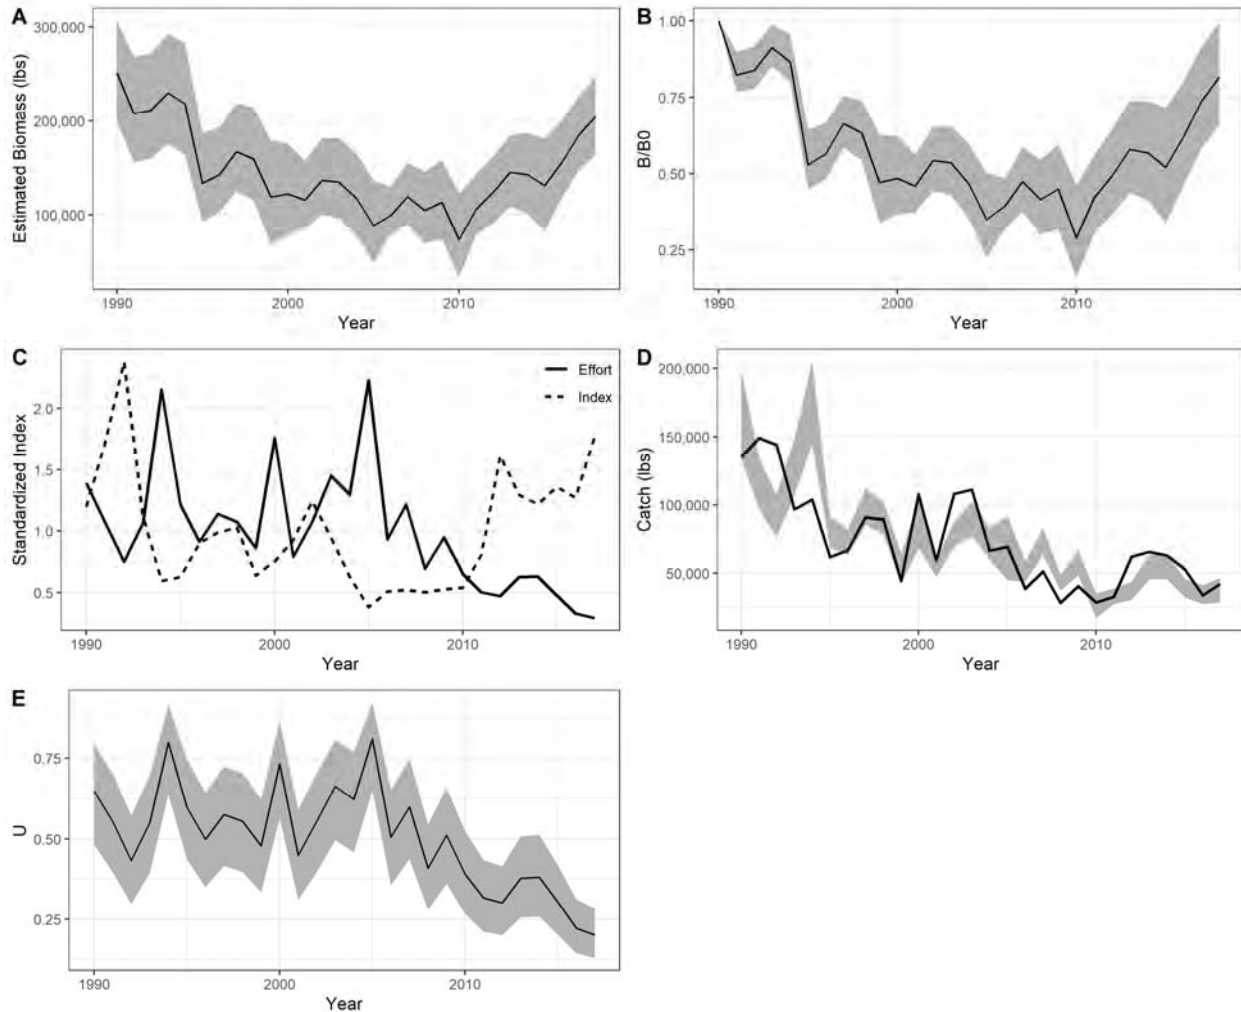 A
Estimated Biomass (lbs)
300,000
200,000
100,000
1990
2000
2010
Year
B
B/B0
1.00
0.75
0.50
0.25
1990
2000
2010
Year
C
Standardized Index
2.0
1.5
1.0
0.5
Effort
Index
1990
2000
2010
Year
D
Catch (lbs)
200,000
150,000
100,000
50,000
1990
2000
2010
Year
E
U
0.75
0.50
0.25
1990
2000
2010
Year